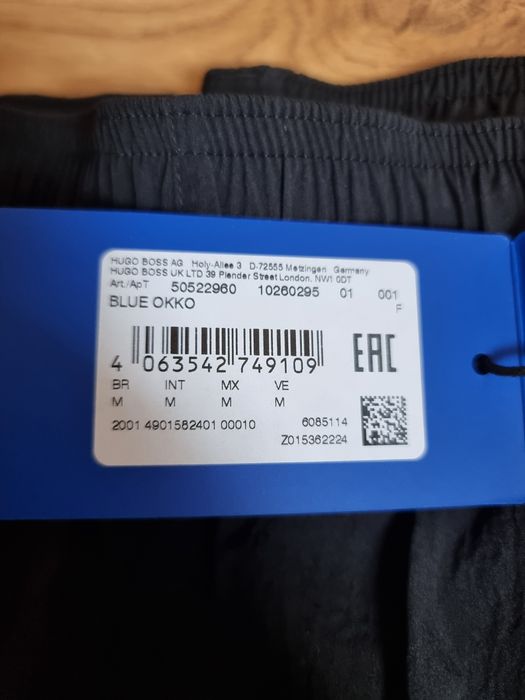 HUGO BOSS AG Holy-Allee 3 D-72555 Metzingen Germany
HUGO BOSS UK LTD 39 Plender Street London, NW1 0DT
Art./ApT 50522960 10260295 01 001
BLUE OKKO F
4 063542 749109 EAC
BR INT MX VE
M M M M
2001 4901582401 00010 6085114
Z015362224